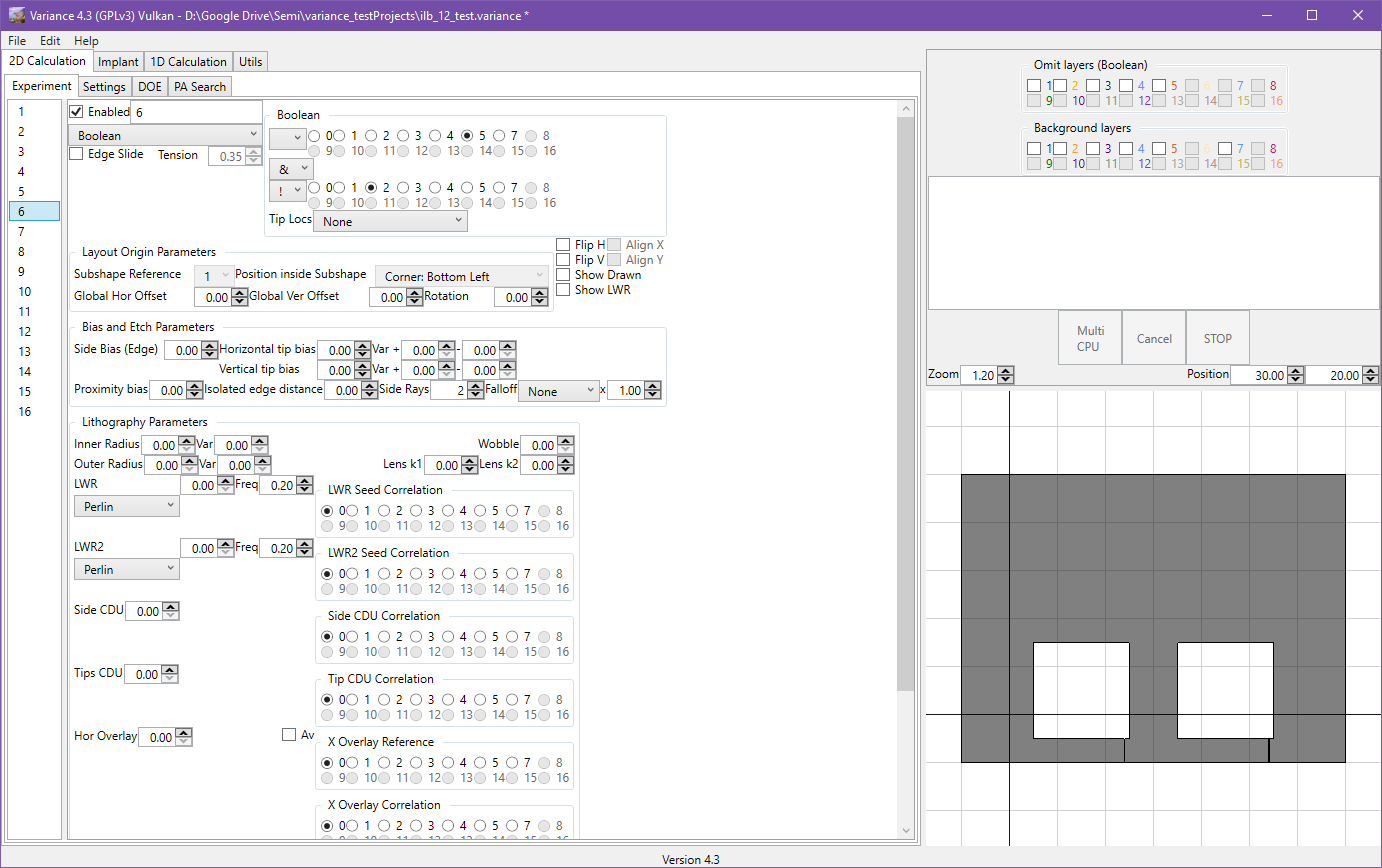 Variance 4.3 (GPLv3) Vulkan - D:\Google Drive\Semi\variance_testProjects\ilb_12_test.variance *
File Edit Help
2D Calculation Implant 1D Calculation Utils
Experiment Settings DOE PA Search
1
2
3
4
5
6
7
8
9
10
11
12
13
14
15
16
Enabled 6
Boolean
Edge Slide Tension 0.35
Boolean
0 1 2 3 4 5 7 8
9 10 11 12 13 14 15 16
&
! 0 1 2 3 4 5 7 8
9 10 11 12 13 14 15 16
Tip Locs None
Layout Origin Parameters
Subshape Reference 1 Position inside Subshape Corner: Bottom Left
Global Hor Offset 0.00 Global Ver Offset 0.00 Rotation 0.00
Flip H Align X
Flip V Align Y
Show Drawn
Show LWR
Bias and Etch Parameters
Side Bias (Edge) 0.00 Horizontal tip bias 0.00 Var + 0.00 - 0.00
Vertical tip bias 0.00 Var + 0.00 - 0.00
Proximity bias 0.00 Isolated edge distance 0.00 Side Rays 2 Falloff None x 1.00
Lithography Parameters
Inner Radius 0.00 Var 0.00 Wobble 0.00
Outer Radius 0.00 Var 0.00 Lens k1 0.00 Lens k2 0.00
LWR 0.00 Freq 0.20
Perlin
LWR Seed Correlation
0 1 2 3 4 5 7 8
9 10 11 12 13 14 15 16
LWR2 0.00 Freq 0.20
Perlin
LWR2 Seed Correlation
0 1 2 3 4 5 7 8
9 10 11 12 13 14 15 16
Side CDU 0.00
Side CDU Correlation
0 1 2 3 4 5 7 8
9 10 11 12 13 14 15 16
Tips CDU 0.00
Tip CDU Correlation
0 1 2 3 4 5 7 8
9 10 11 12 13 14 15 16
Hor Overlay 0.00 Av
X Overlay Reference
0 1 2 3 4 5 7 8
9 10 11 12 13 14 15 16
X Overlay Correlation
0 1 2 3 4 5 7 8
9 10 11 12 13 14 15 16
Omit layers (Boolean)
1 2 3 4 5 6 7 8
9 10 11 12 13 14 15 16
Background layers
1 2 3 4 5 6 7 8
9 10 11 12 13 14 15 16
Multi CPU
Cancel
STOP
Zoom 1.20 Position 30.00 20.00
Version 4.3